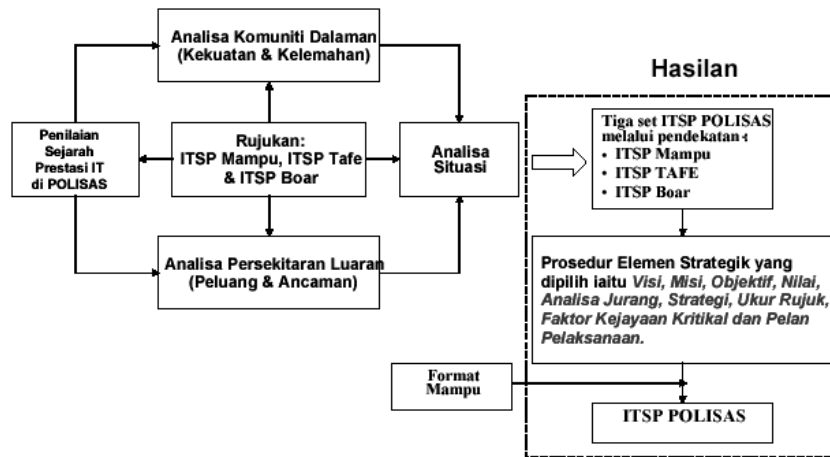 Analisa Komuniti Dalaman
(Kekuatan & Kelemahan)
Penilaian
Sejarah
Prestasi IT
di POLISAS
Rujukan:
ITSP Mampu, ITSP Tafe
& ITSP Boar
Analisa
Situasi
Analisa Persekitaran Luaran
(Peluang & Ancaman)
Hasilan
Tiga set ITSP POLISAS
melalui pendekatan:
• ITSP Mampu
• ITSP TAFE
• ITSP Boar
Prosedur Elemen Strategik yang
dipilih iaitu Visi, Misi, Objektif, Nilai,
Analisa Jurang, Strategi, Ukur Rujuk,
Faktor Kejayaan Kritikal dan Pelan
Pelaksanaan.
Format
Mampu
ITSP POLISAS